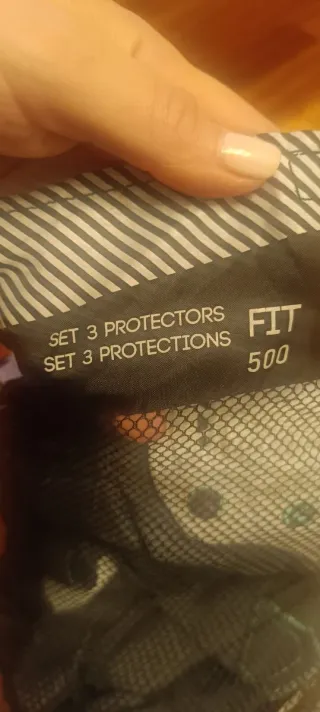 SET 3 PROTECTORS
SET 3 PROTECTIONS
FIT
500